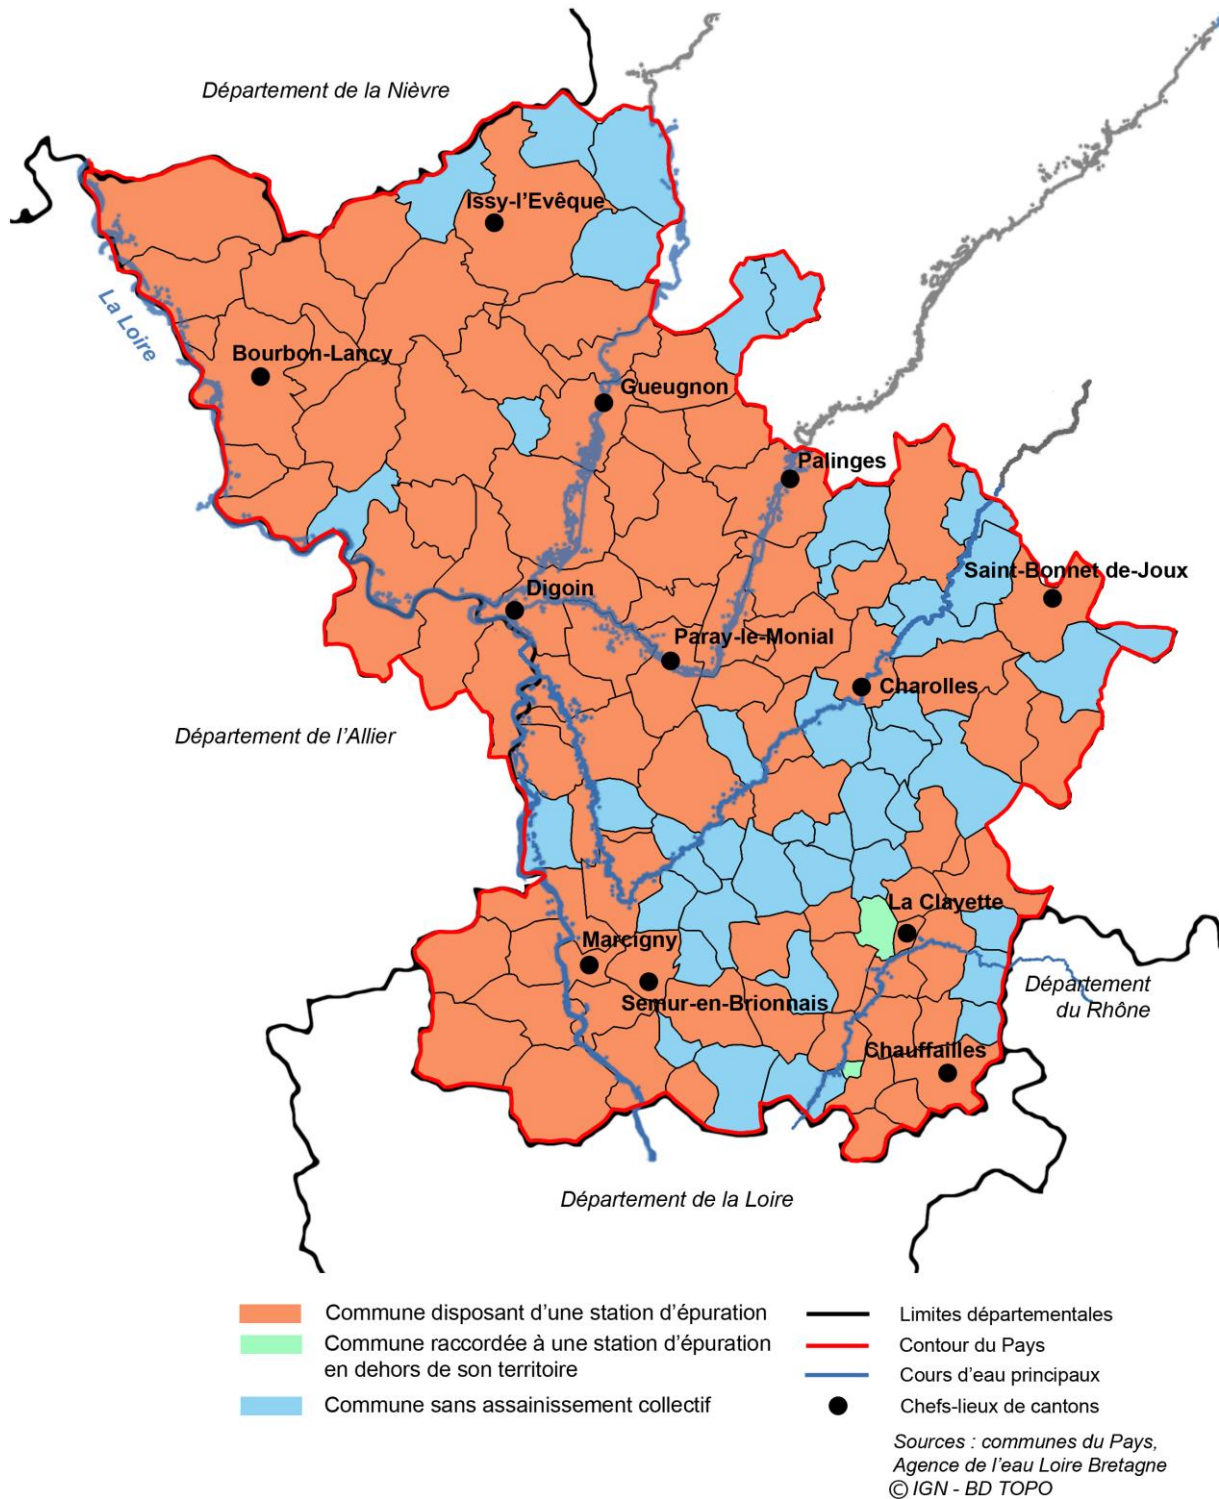 Département de la Nièvre
Issy-l'Evêque
La Loire
Bourbon-Lancy
Gueugnon
Palinges
Saint-Bonnet de-Joux
Digoin
Paray-le-Monial
Charolles
Département de l'Allier
La Clayette
Marcigny
Semur-en-Brionnais
Département
du Rhône
Chauffailles
Département de la Loire
Commune disposant d'une station d'épuration
Commune raccordée à une station d'épuration
en dehors de son territoire
Commune sans assainissement collectif
Limites départementales
Contour du Pays
Cours d'eau principaux
Chefs-lieux de cantons
Sources : communes du Pays,
Agence de l'eau Loire Bretagne
© IGN - BD TOPO